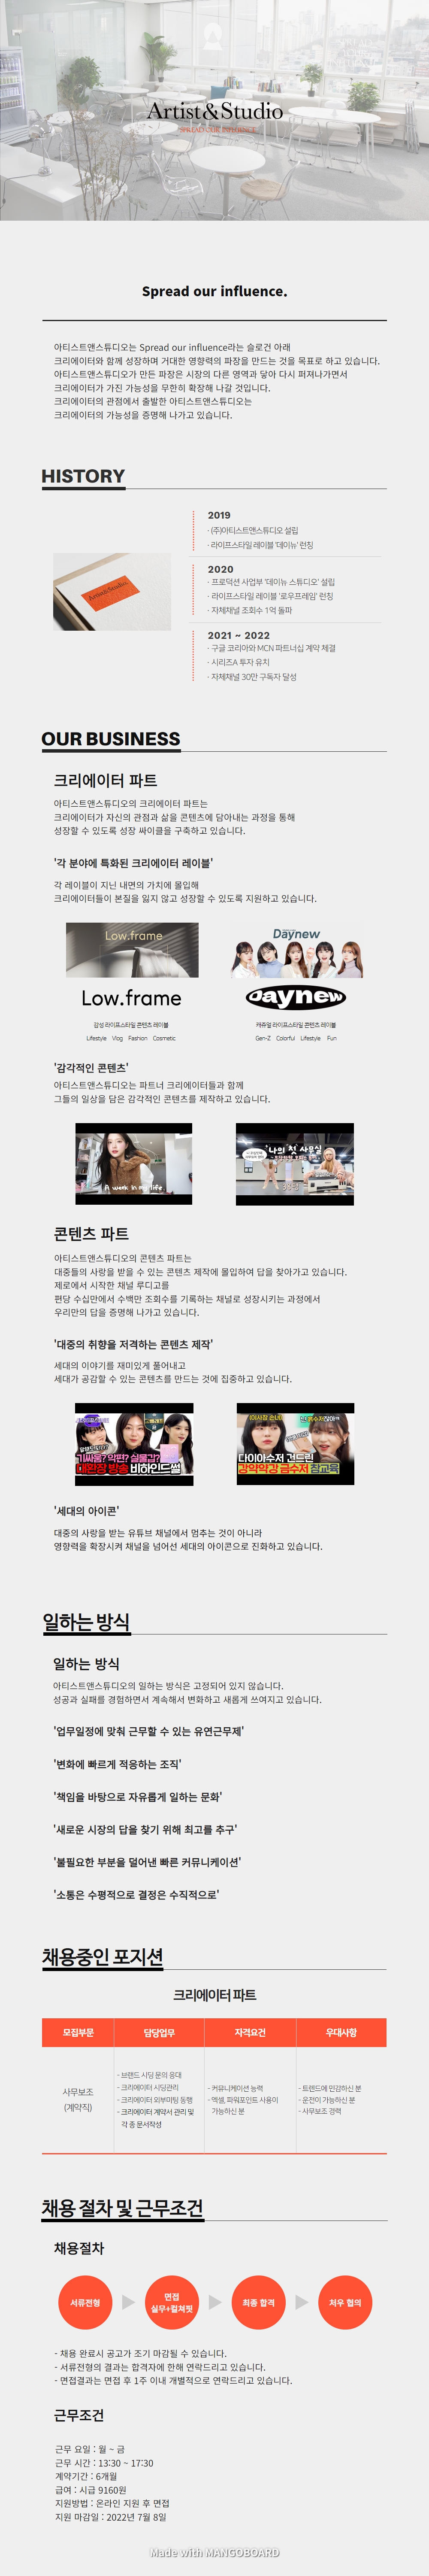 Artist&Studio
SPREAD OUR INFLUENCE
Spread our influence.
아티스트앤스튜디오는 Spread our influence라는 슬로건 아래
크리에이터와 함께 성장하며 거대한 영향력의 파장을 만드는 것을 목표로 하고 있습니다.
아티스트앤스튜디오가 만든 파장은 시장의 다른 영역과 닿아 다시 퍼져나가면서
크리에이터가 가진 가능성을 무한히 확장해 나갈 것입니다.
크리에이터의 관점에서 출발한 아티스트앤스튜디오는
크리에이터의 가능성을 증명해 나가고 있습니다.
HISTORY
Artist&Studio
2019
· (주)아티스트앤스튜디오 설립
· 라이프스타일 레이블 '데이뉴' 런칭
2020
· 프로덕션 사업부 '데이뉴 스튜디오' 설립
· 라이프스타일 레이블 '로우프레임' 런칭
· 자체채널 조회수 1억 돌파
2021 ~ 2022
· 구글 코리아와 MCN 파트너십 계약 체결
· 시리즈A 투자 유치
· 자체채널 30만 구독자 달성
OUR BUSINESS
크리에이터 파트
아티스트앤스튜디오의 크리에이터 파트는
크리에이터가 자신의 관점과 삶을 콘텐츠에 담아내는 과정을 통해
성장할 수 있도록 성장 싸이클을 구축하고 있습니다.
'각 분야에 특화된 크리에이터 레이블'
각 레이블이 지닌 내면의 가치에 몰입해
크리에이터들이 본질을 잃지 않고 성장할 수 있도록 지원하고 있습니다.
Low.frame
Daynew
Low.frame
daynew
감성 라이프스타일 콘텐츠 레이블
캐쥬얼 라이프스타일 콘텐츠 레이블
Lifestyle Vlog Fashion Cosmetic
Gen-Z Colorful Lifestyle Fun
'감각적인 콘텐츠'
아티스트앤스튜디오는 파트너 크리에이터들과 함께
그들의 일상을 담은 감각적인 콘텐츠를 제작하고 있습니다.
A week in my life
"나의 첫 사무실"
콘텐츠 파트
아티스트앤스튜디오의 콘텐츠 파트는
대중들의 사랑을 받을 수 있는 콘텐츠 제작에 몰입하여 답을 찾아가고 있습니다.
제로에서 시작한 채널 루디고를
편당 수십만에서 수백만 조회수를 기록하는 채널로 성장시키는 과정에서
우리만의 답을 증명해 나가고 있습니다.
'대중의 취향을 저격하는 콘텐츠 제작'
세대의 이야기를 재미있게 풀어내고
세대가 공감할 수 있는 콘텐츠를 만드는 것에 집중하고 있습니다.
기싸움? 악편? 살몰캅?
대환장 방송 비하인드썰
다이아수저 건드린
강약약강 금수저 참교육
'세대의 아이콘'
대중의 사랑을 받는 유튜브 채널에서 멈추는 것이 아니라
영향력을 확장시켜 채널을 넘어선 세대의 아이콘으로 진화하고 있습니다.
일하는 방식
일하는 방식
아티스트앤스튜디오의 일하는 방식은 고정되어 있지 않습니다.
성공과 실패를 경험하면서 계속해서 변화하고 새롭게 쓰여지고 있습니다.
'업무일정에 맞춰 근무할 수 있는 유연근무제'
'변화에 빠르게 적응하는 조직'
'책임을 바탕으로 자유롭게 일하는 문화'
'새로운 시장의 답을 찾기 위해 최고를 추구'
'불필요한 부분을 덜어낸 빠른 커뮤니케이션'
'소통은 수평적으로 결정은 수직적으로'
채용중인 포지션
크리에이터 파트
모집부문 담당업무 자격요건 우대사항
사무보조
(계약직)
- 브랜드 시딩 문의 응대
- 크리에이터 시딩관리
- 크리에이터 외부미팅 동행
- 크리에이터 계약서 관리 및
각 종 문서작성
- 커뮤니케이션 능력
- 엑셀, 파워포인트 사용이
가능하신 분
- 트렌드에 민감하신 분
- 운전이 가능하신 분
- 사무보조 경력
채용 절차 및 근무조건
채용절차
서류전형
면접
실무+컬쳐핏
최종 합격
처우 협의
- 채용 완료시 공고가 조기 마감될 수 있습니다.
- 서류전형의 결과는 합격자에 한해 연락드리고 있습니다.
- 면접결과는 면접 후 1주 이내 개별적으로 연락드리고 있습니다.
근무조건
근무 요일 : 월 ~ 금
근무 시간 : 13:30 ~ 17:30
계약기간 : 6개월
급여 : 시급 9160원
지원방법 : 온라인 지원 후 면접
지원 마감일 : 2022년 7월 8일
Made with MANGOBOARD